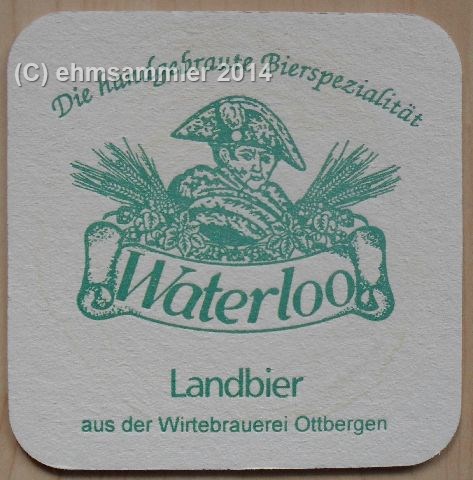 (C) ehmsammler 2014
Die handgebraute Bierspezialität
Waterloo
Landbier
aus der Wirtebrauerei Ottbergen